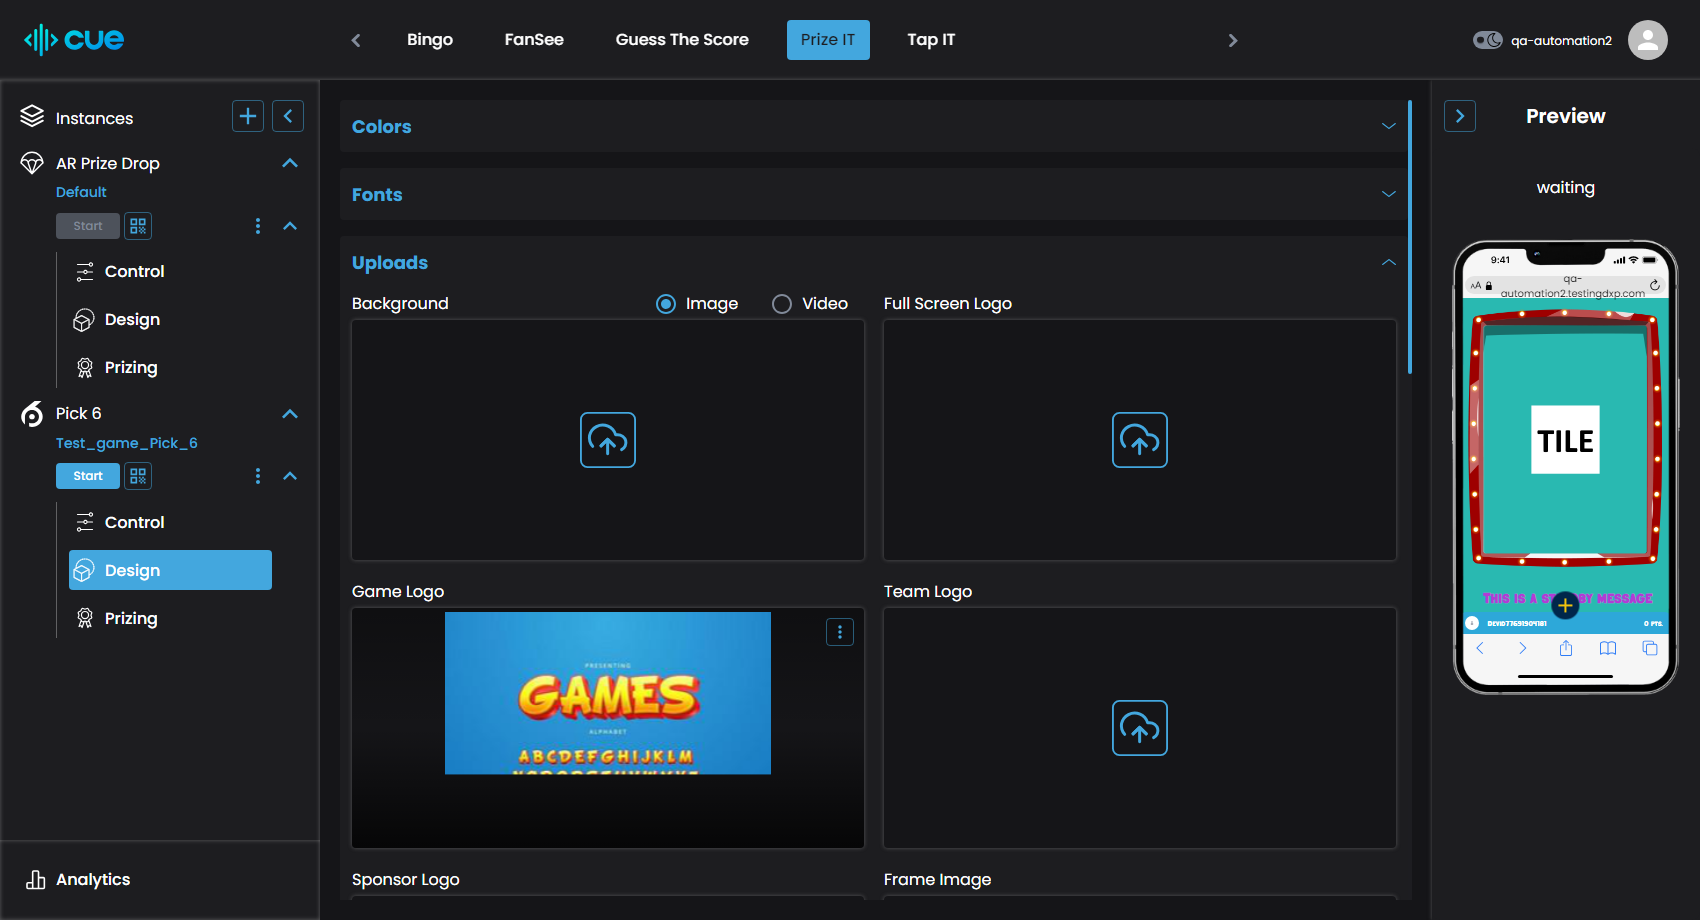 cue
Bingo
FanSee
Guess The Score
Prize IT
Tap IT
qa-automation2
Instances
AR Prize Drop
Default
Start
Control
Design
Prizing
Pick 6
Test_game_Pick_6
Start
Control
Design
Prizing
Analytics
Colors
Fonts
Uploads
Background
Image
Video
Full Screen Logo
Game Logo
PRESENTING
GAMES
ALPHABET
ABCDEFGHIJKLM
Team Logo
Sponsor Logo
Frame Image
Preview
waiting
9:41
AA
qa-
automation2.testingdxp.com
TILE
THIS IS A STANDBY MESSAGE
0 PTS.